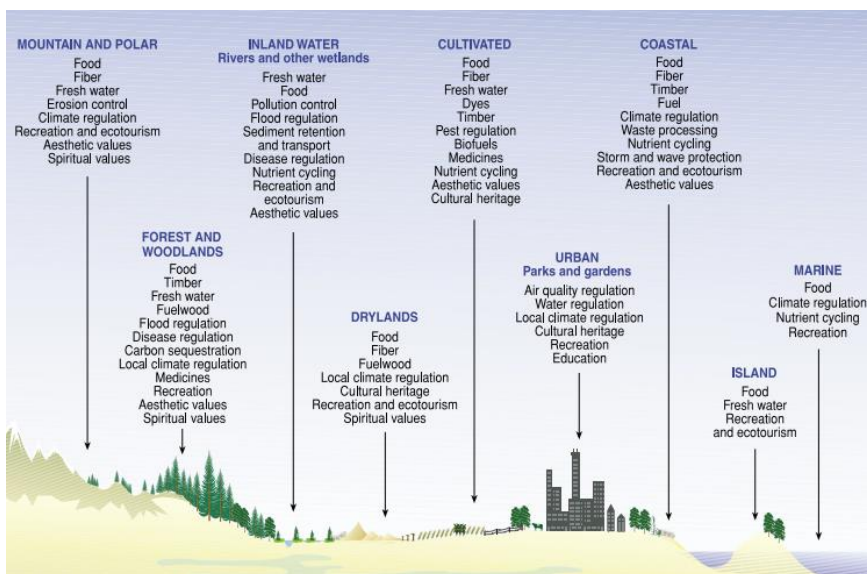 MOUNTAIN AND POLAR
Food
Fiber
Fresh water
Erosion control
Climate regulation
Recreation and ecotourism
Aesthetic values
Spiritual values
INLAND WATER
Rivers and other wetlands
Fresh water
Food
Pollution control
Flood regulation
Sediment retention
and transport
Disease regulation
Nutrient cycling
Recreation and
ecotourism
Aesthetic values
CULTIVATED
Food
Fiber
Fresh water
Dyes
Timber
Pest regulation
Biofuels
Medicines
Nutrient cycling
Aesthetic values
Cultural heritage
COASTAL
Food
Fiber
Timber
Fuel
Climate regulation
Waste processing
Nutrient cycling
Storm and wave protection
Recreation and ecotourism
Aesthetic values
FOREST AND
WOODLANDS
Food
Timber
Fresh water
Fuelwood
Flood regulation
Disease regulation
Carbon sequestration
Local climate regulation
Medicines
Recreation
Aesthetic values
Spiritual values
DRYLANDS
Food
Fiber
Fuelwood
Local climate regulation
Cultural heritage
Recreation and ecotourism
Spiritual values
URBAN
Parks and gardens
Air quality regulation
Water regulation
Local climate regulation
Cultural heritage
Recreation
Education
MARINE
Food
Climate regulation
Nutrient cycling
Recreation
ISLAND
Food
Fresh water
Recreation
and ecotourism